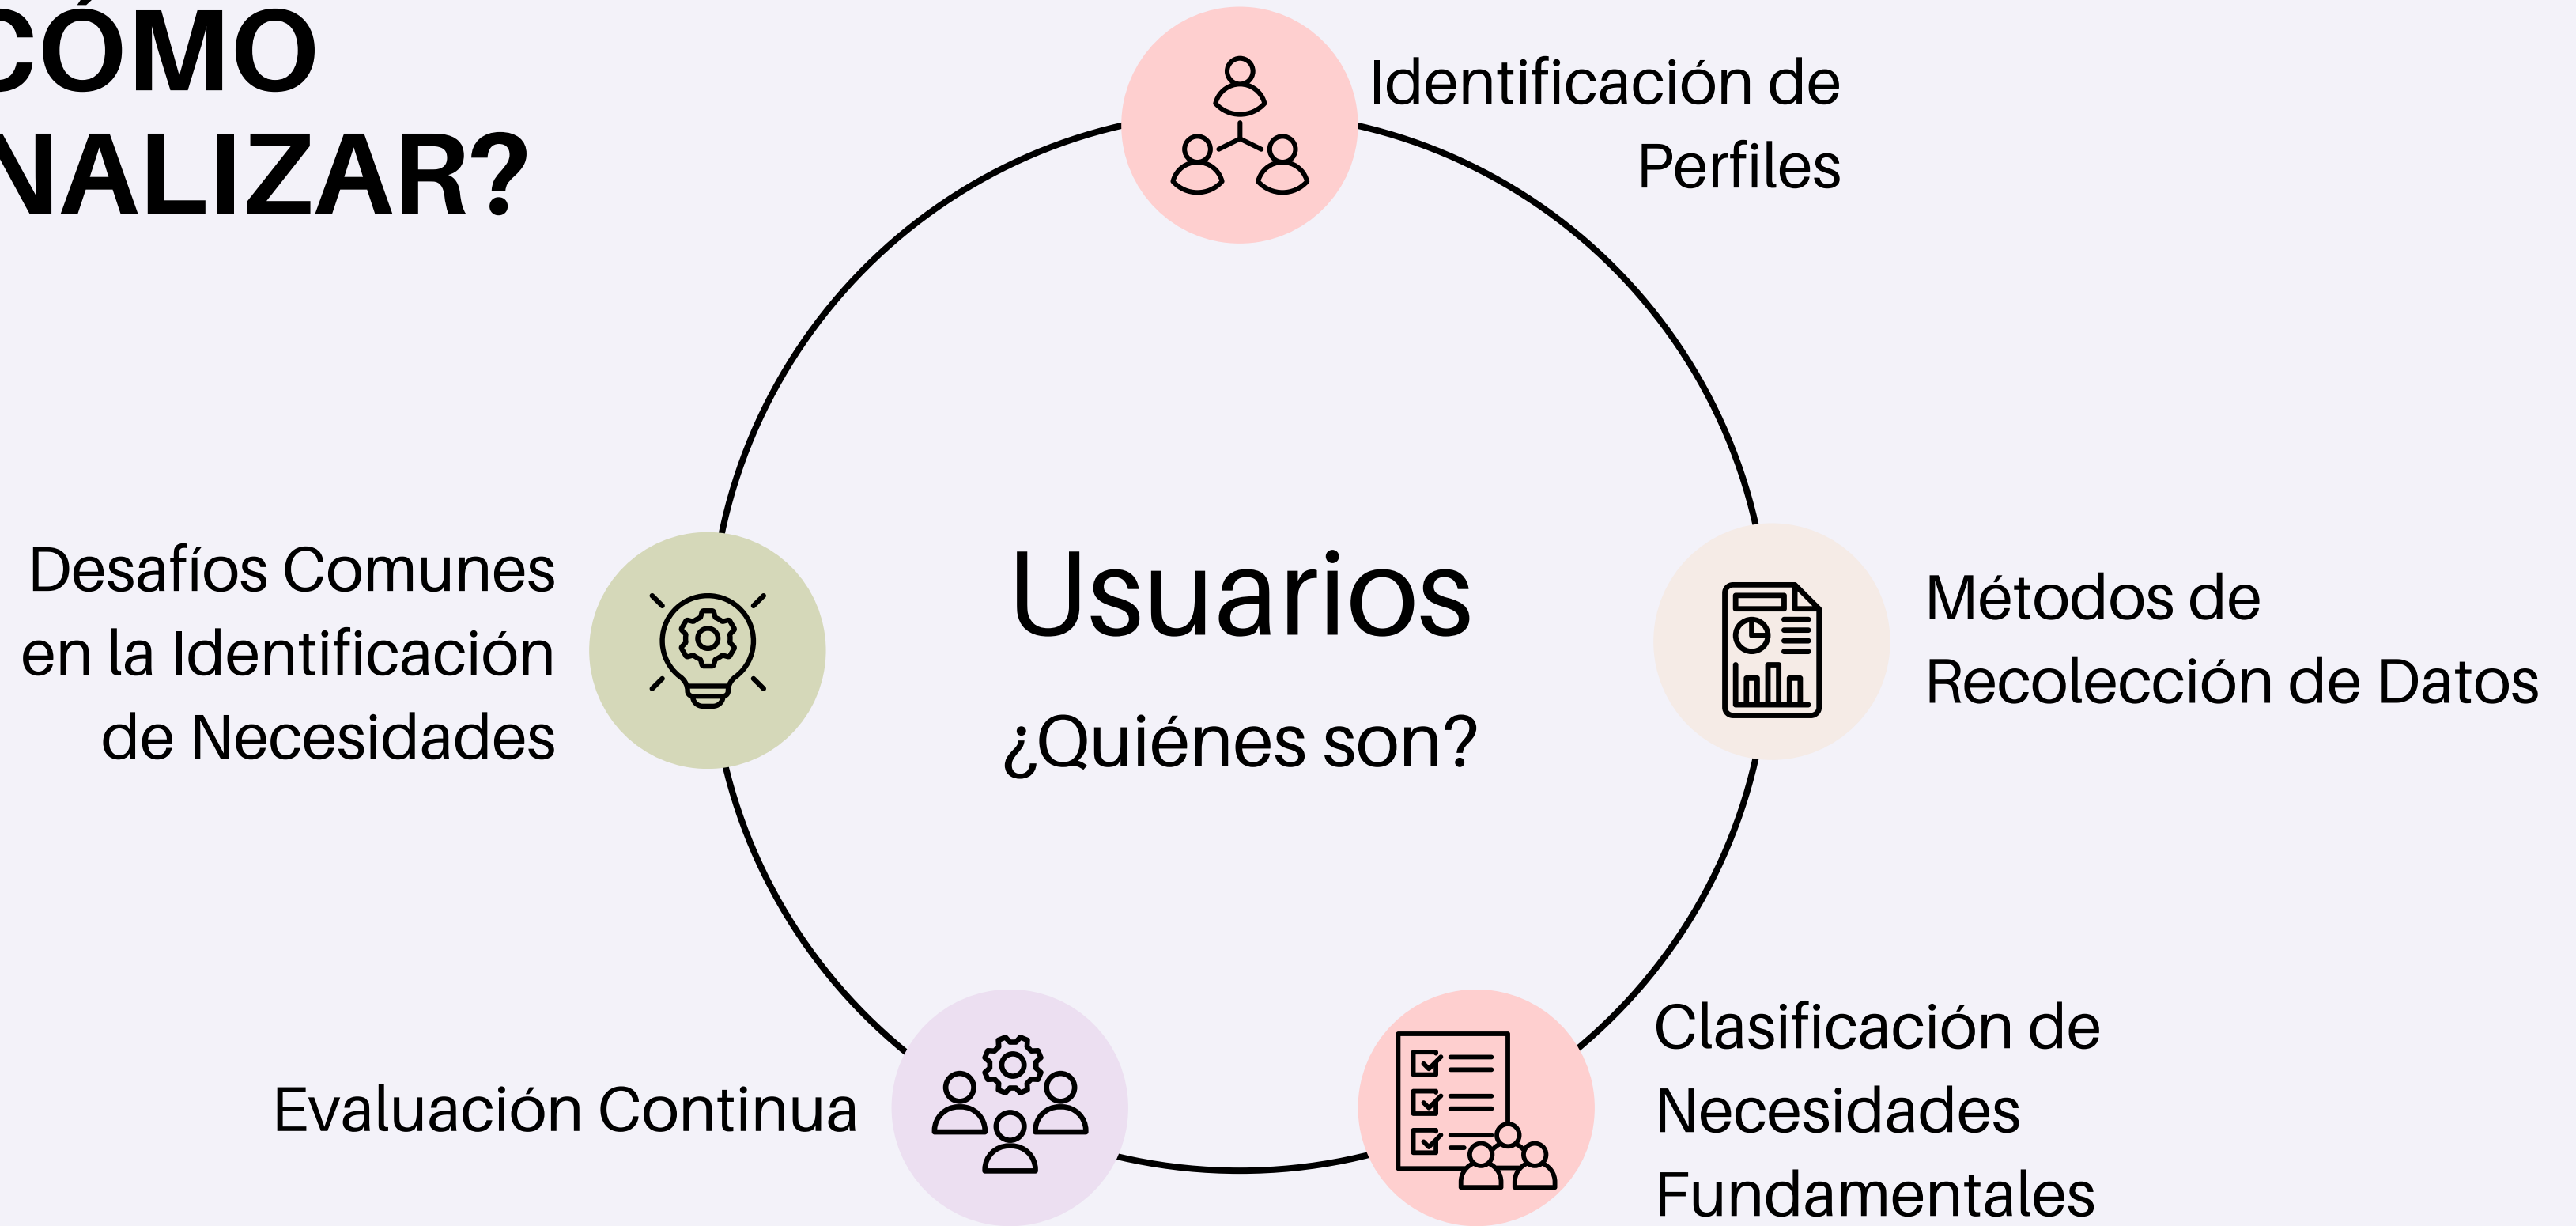 CÓMO
NALIZAR?
Identificación de
Perfiles
Métodos de
Recolección de Datos
Clasificación de
Necesidades
Fundamentales
Evaluación Continua
Desafíos Comunes
en la Identificación
de Necesidades
Usuarios
¿Quiénes son?